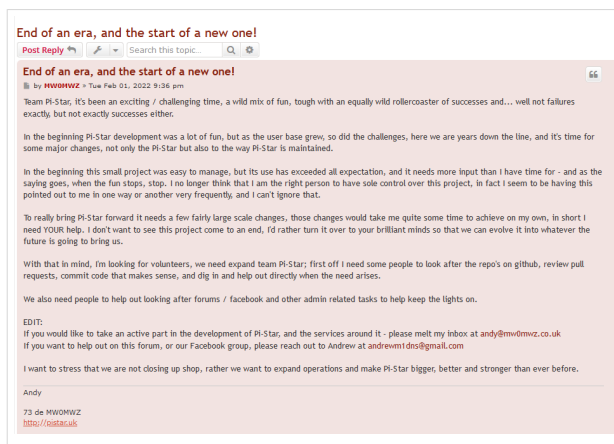 End of an era, and the start of a new one!
Post Reply
Search this topic…
End of an era, and the start of a new one!
by MW0MWZ » Tue Feb 01, 2022 9:36 pm
Team Pi-Star, it's been an exciting / challenging time, a wild mix of fun, tough with an equally wild rollercoaster of successes and... well not failures
exactly, but not exactly successes either.
In the beginning Pi-Star development was a lot of fun, but as the user base grew, so did the challenges, here we are years down the line, and it's time for
some major changes, not only the Pi-Star but also to the way Pi-Star is maintained.
In the beginning this small project was easy to manage, but its use has exceeded all expectation, and it needs more input than I have time for - and as the
saying goes, when the fun stops, stop. I no longer think that I am the right person to have sole control over this project, in fact I seem to be having this
pointed out to me in one way or another very frequently, and I can't ignore that.
To really bring Pi-Star forward it needs a few fairly large scale changes, those changes would take me quite some time to achieve on my own, in short I
need YOUR help. I don't want to see this project come to an end, I'd rather turn it over to your brilliant minds so that we can evolve it into whatever the
future is going to bring us.
With that in mind, I'm looking for volunteers, we need expand team Pi-Star; first off I need some people to look after the repo's on github, review pull
requests, commit code that makes sense, and dig in and help out directly when the need arises.
We also need people to help out looking after forums / facebook and other admin related tasks to help keep the lights on.
EDIT:
If you would like to take an active part in the development of Pi-Star, and the services around it - please melt my inbox at andy@mw0mwz.co.uk
If you want to help out on this forum, or our Facebook group, please reach out to Andrew at andrewm1dns@gmail.com
I want to stress that we are not closing up shop, rather we want to expand operations and make Pi-Star bigger, better and stronger than ever before.
Andy
73 de MW0MWZ
http://pistar.uk